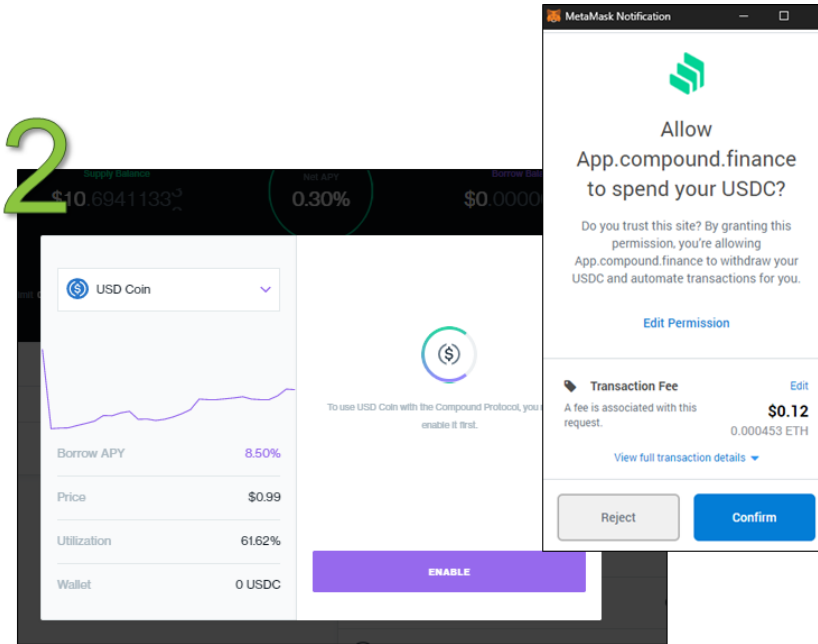 2
MetaMask Notification
Allow
App.compound.finance
to spend your USDC?
Do you trust this site? By granting this
permission, you're allowing
App.compound.finance to withdraw your
USDC and automate transactions for you.
Edit Permission
Transaction Fee Edit
A fee is associated with this
request.
$0.12
0.000453 ETH
View full transaction details
Reject Confirm
Supply Balance Net APY Borrow
$10.6941133 0.30% $0.0000
USD Coin
To use USD Coin with the Compound Protocol, you
enable it first.
Borrow APY 8.50%
Price $0.99
Utilization 61.62%
Wallet 0 USDC
ENABLE